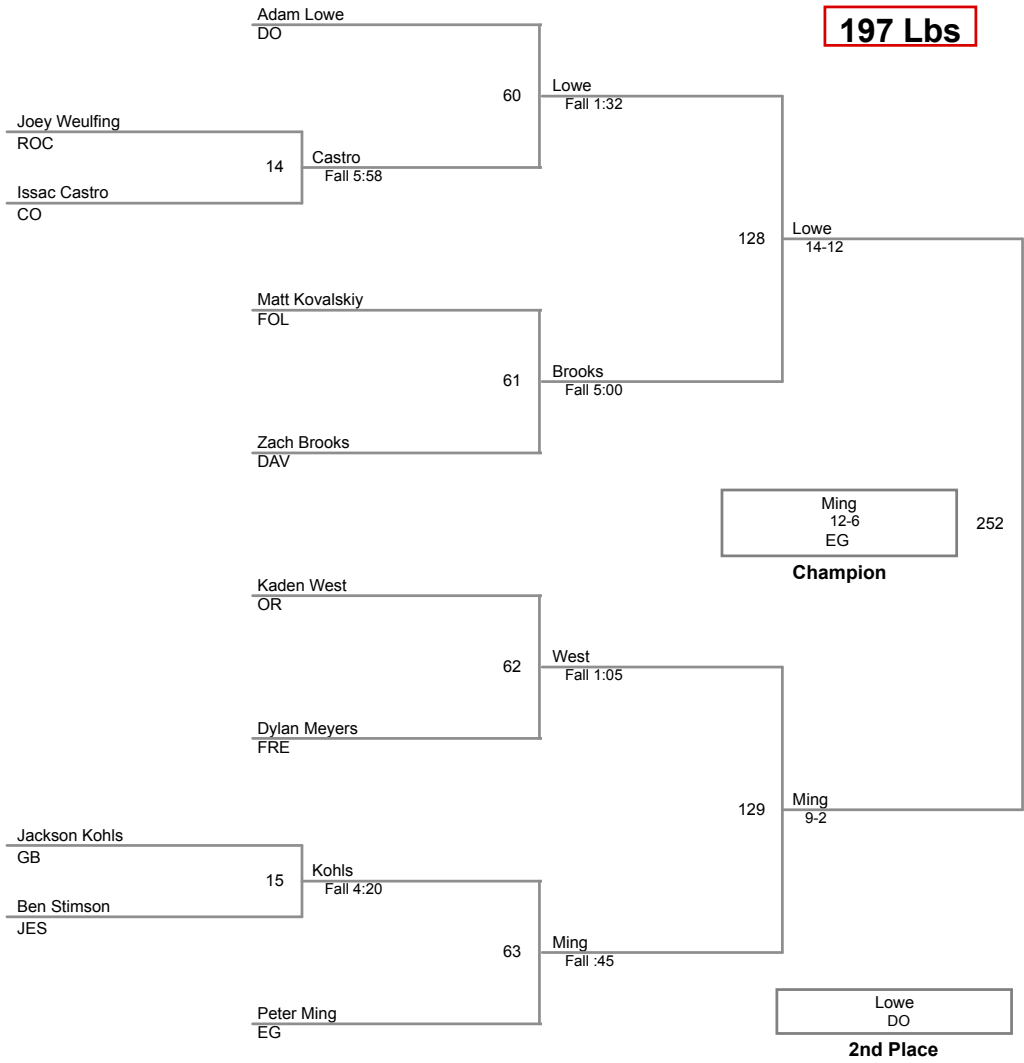 Adam Lowe
DO
197 Lbs
60
Lowe
Fall 1:32
Joey Weulfing
ROC
14
Castro
Fall 5:58
Issac Castro
CO
128
Lowe
14-12
Matt Kovalskiy
FOL
61
Brooks
Fall 5:00
Zach Brooks
DAV
Ming
12-6
EG
252
Champion
Kaden West
OR
62
West
Fall 1:05
Dylan Meyers
FRE
129
Ming
9-2
Jackson Kohls
GB
15
Kohls
Fall 4:20
Ben Stimson
JES
63
Ming
Fall :45
Peter Ming
EG
Lowe
DO
2nd Place